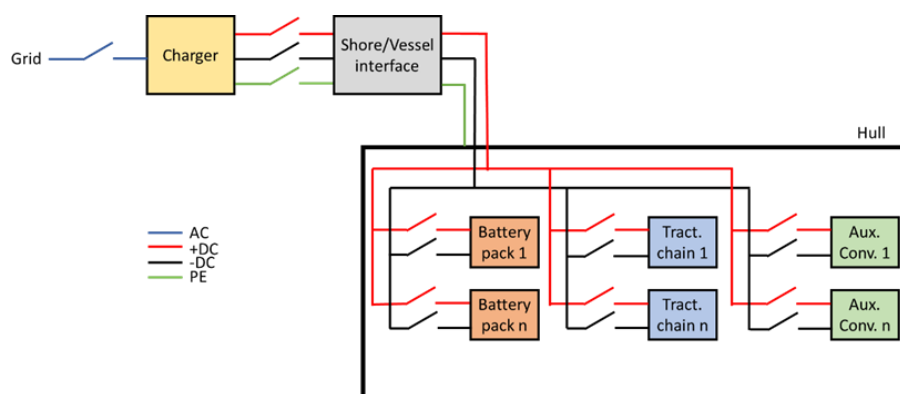 Grid
Charger
Shore/Vessel
interface
Hull
AC
+DC
-DC
PE
Battery
pack 1
Tract.
chain 1
Aux.
Conv. 1
Battery
pack n
Tract.
chain n
Aux.
Conv. n